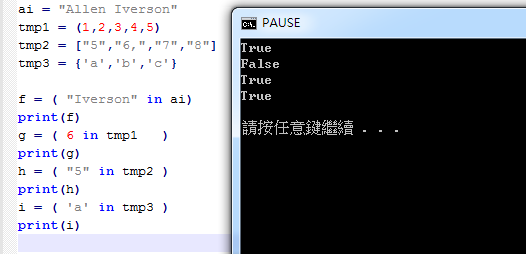 ai = "Allen Iverson"
tmp1 = (1,2,3,4,5)
tmp2 = ["5","6,","7","8"]
tmp3 = {'a','b','c'}
f = ( "Iverson" in ai)
print(f)
g = ( 6 in tmp1   )
print(g)
h = ( "5" in tmp2 )
print(h)
i = ( 'a' in tmp3 )
print(i)
PAUSE
True
False
True
True
請按任意鍵繼續 . . .